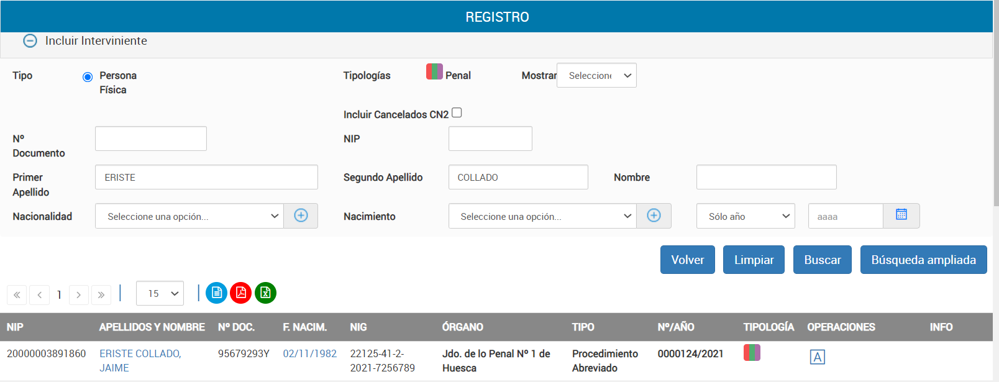 REGISTRO
Incluir Interviniente
Tipo Persona Física Tipologías Penal Mostrar Seleccione
Incluir Cancelados CN2
Nº Documento NIP
Primer Apellido ERISTE Segundo Apellido COLLADO Nombre
Nacionalidad Seleccione una opción... Nacimiento Seleccione una opción... Sólo año aaaa
Volver Limpiar Buscar Búsqueda ampliada
« < 1 > » 15
NIP APELLIDOS Y NOMBRE Nº DOC. F. NACIM. NIG ÓRGANO TIPO Nº/AÑO TIPOLOGÍA OPERACIONES INFO
20000003891860 ERISTE COLLADO, JAIME 95679293Y 02/11/1982 22125-41-2-2021-7256789 Jdo. de lo Penal Nº 1 de Huesca Procedimiento Abreviado 0000124/2021 A